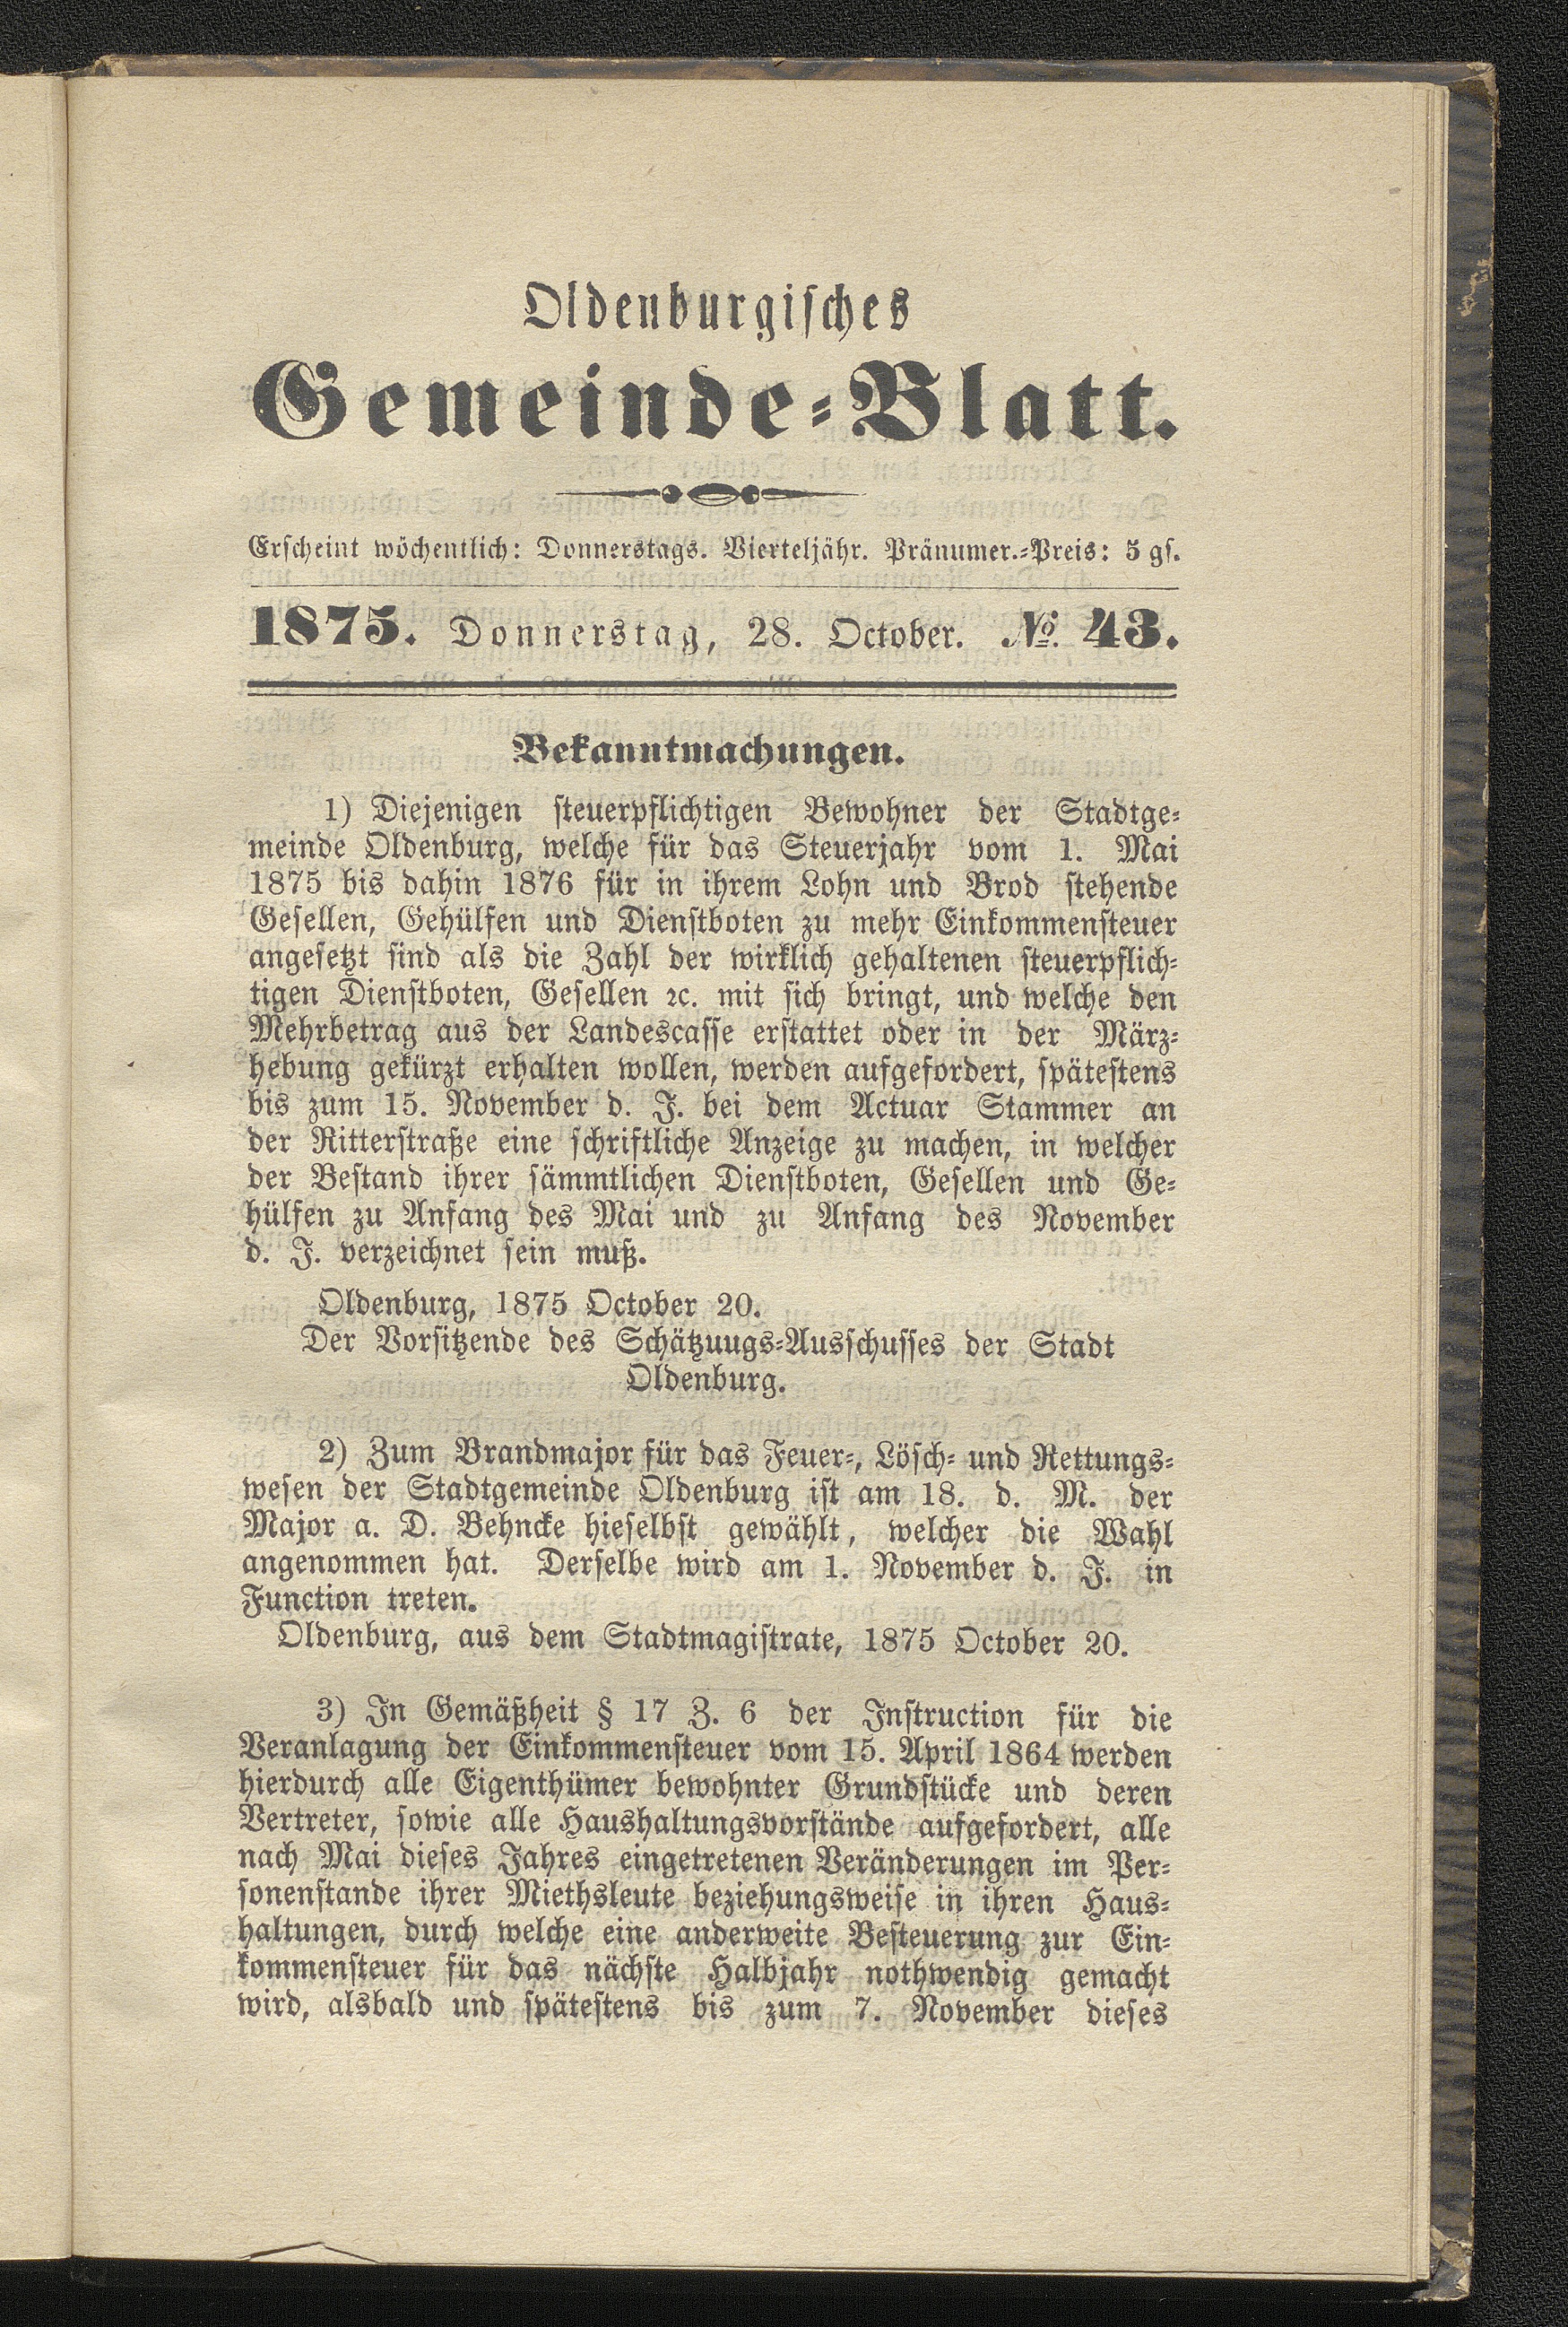 Oldenburgisches
Gemeinde-Blatt.
Erscheint wöchentlich: Donnerstags. Vierteljähr. Pränumer.-Preis: 5 gs.
1875. Donnerstag, 28. October. №. 43.
Bekanntmachungen.
1) Diejenigen steuerpflichtigen Bewohner der Stadtge-
meinde Oldenburg, welche für das Steuerjahr vom 1. Mai
1875 bis dahin 1876 für in ihrem Lohn und Brod stehende
Gesellen, Gehülfen und Dienstboten zu mehr Einkommensteuer
angesetzt sind als die Zahl der wirklich gehaltenen steuerpflich-
tigen Dienstboten, Gesellen ꝛc. mit sich bringt, und welche den
Mehrbetrag aus der Landescasse erstattet oder in der März-
hebung gekürzt erhalten wollen, werden aufgefordert, spätestens
bis zum 15. November d. J. bei dem Actuar Stammer an
der Ritterstraße eine schriftliche Anzeige zu machen, in welcher
der Bestand ihrer sämmtlichen Dienstboten, Gesellen und Ge-
hülfen zu Anfang des Mai und zu Anfang des November
d. J. verzeichnet sein muß.
Oldenburg, 1875 October 20.
Der Vorsitzende des Schätzuugs-Ausschusses der Stadt
Oldenburg.
2) Zum Brandmajor für das Feuer-, Lösch- und Rettungs-
wesen der Stadtgemeinde Oldenburg ist am 18. d. M. der
Major a. D. Behncke hieselbst gewählt, welcher die Wahl
angenommen hat. Derselbe wird am 1. November d. J. in
Function treten.
Oldenburg, aus dem Stadtmagistrate, 1875 October 20.
3) In Gemäßheit § 17 Z. 6 der Instruction für die
Veranlagung der Einkommensteuer vom 15. April 1864 werden
hierdurch alle Eigenthümer bewohnter Grundstücke und deren
Vertreter, sowie alle Haushaltungsvorstände aufgefordert, alle
nach Mai dieses Jahres eingetretenen Veränderungen im Per-
sonenstande ihrer Miethsleute beziehungsweise in ihren Haus-
haltungen, durch welche eine anderweite Besteuerung zur Ein-
kommensteuer für das nächste Halbjahr nothwendig gemacht
wird, alsbald und spätestens bis zum 7. November dieses